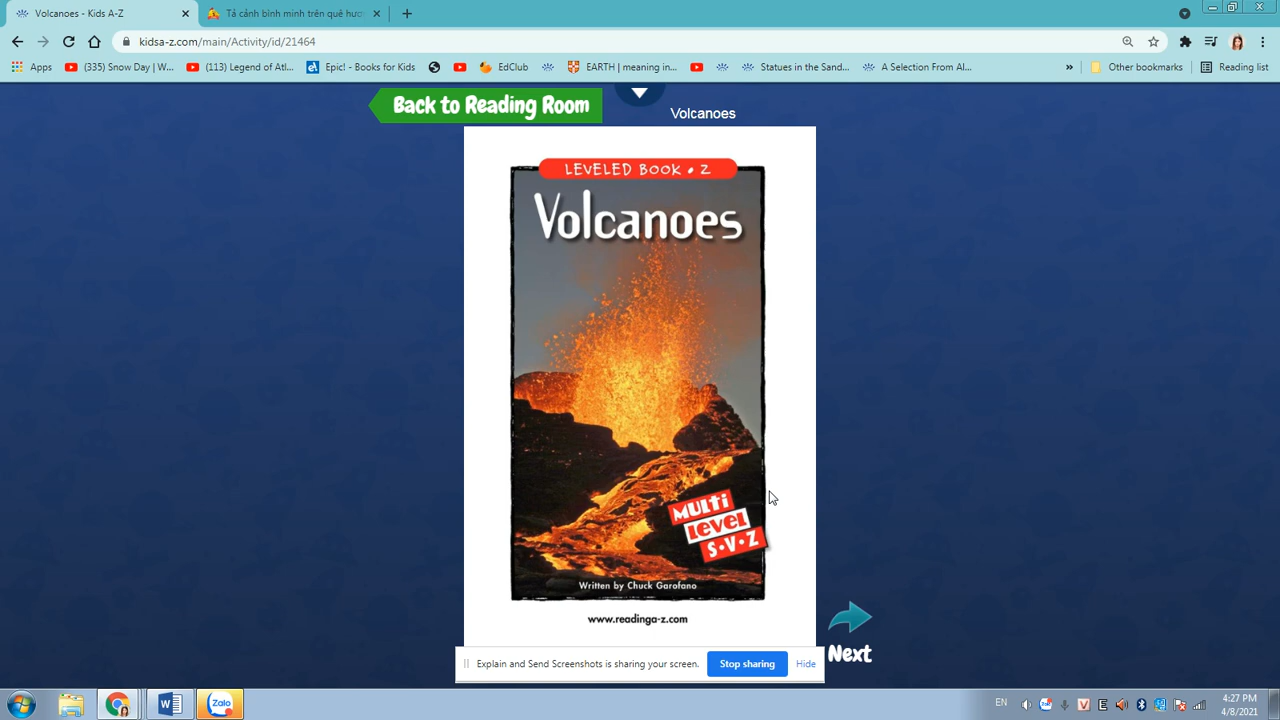 Volcanoes - Kids A-Z
Tả cảnh bình minh trên quê hươ
kidsa-z.com/main/Activity/id/21464
Apps
(335) Snow Day | W...
(113) Legend of Atl...
Epic! - Books for Kids
EdClub
EARTH | meaning in...
Statues in the Sand...
A Selection From Al...
»
Other bookmarks
Reading list
Back to Reading Room
Volcanoes
LEVELED BOOK • Z
Volcanoes
MULTI
level
S•V•Z
Written by Chuck Garofano
www.readinga-z.com
Next
Explain and Send Screenshots is sharing your screen.
Stop sharing
Hide
Zalo
EN
4:27 PM
4/8/2021